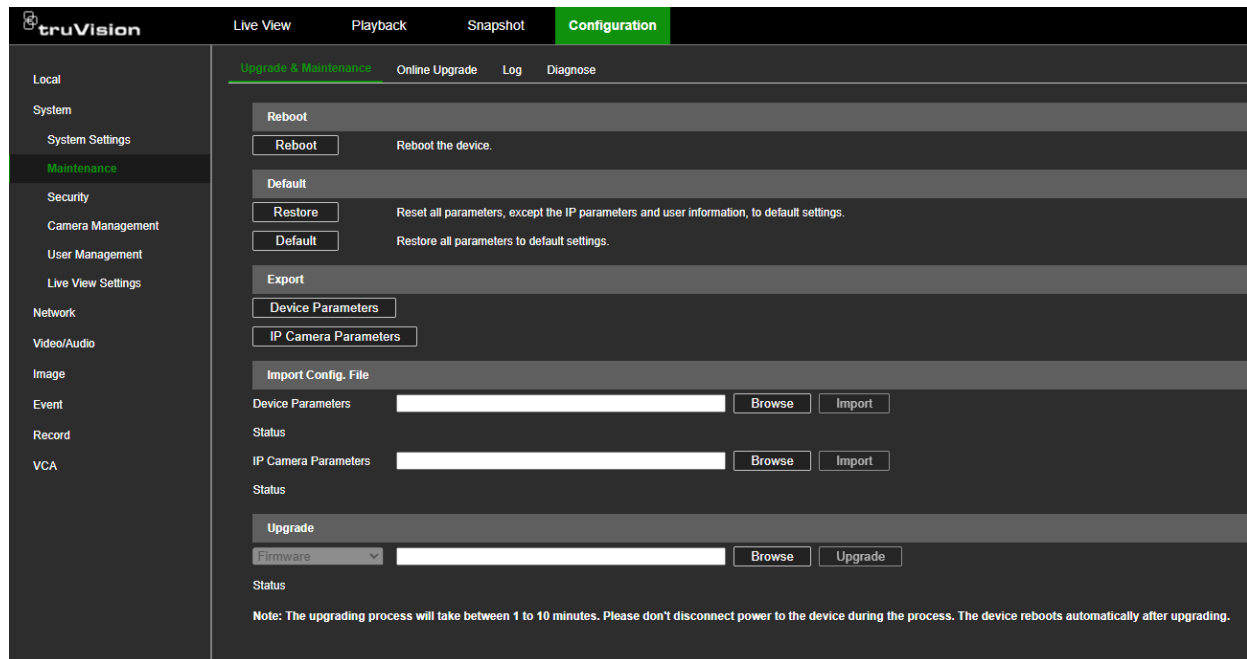 truVision
Live View Playback Snapshot Configuration
Upgrade & Maintenance Online Upgrade Log Diagnose
Local
System
System Settings
Maintenance
Security
Camera Management
User Management
Live View Settings
Network
Video/Audio
Image
Event
Record
VCA
Reboot
Reboot Reboot the device.
Default
Restore Reset all parameters, except the IP parameters and user information, to default settings.
Default Restore all parameters to default settings.
Export
Device Parameters
IP Camera Parameters
Import Config. File
Device Parameters Browse Import
Status
IP Camera Parameters Browse Import
Status
Upgrade
Firmware Browse Upgrade
Status
Note: The upgrading process will take between 1 to 10 minutes. Please don't disconnect power to the device during the process. The device reboots automatically after upgrading.